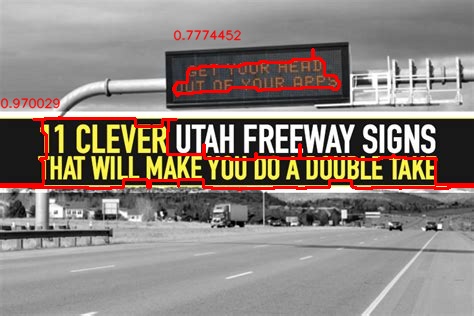 0.7774452
GET YOUR HEAD
OUT OF YOUR APPS
0.970029
11 CLEVER UTAH FREEWAY SIGNS
THAT WILL MAKE YOU DO A DOUBLE TAKE